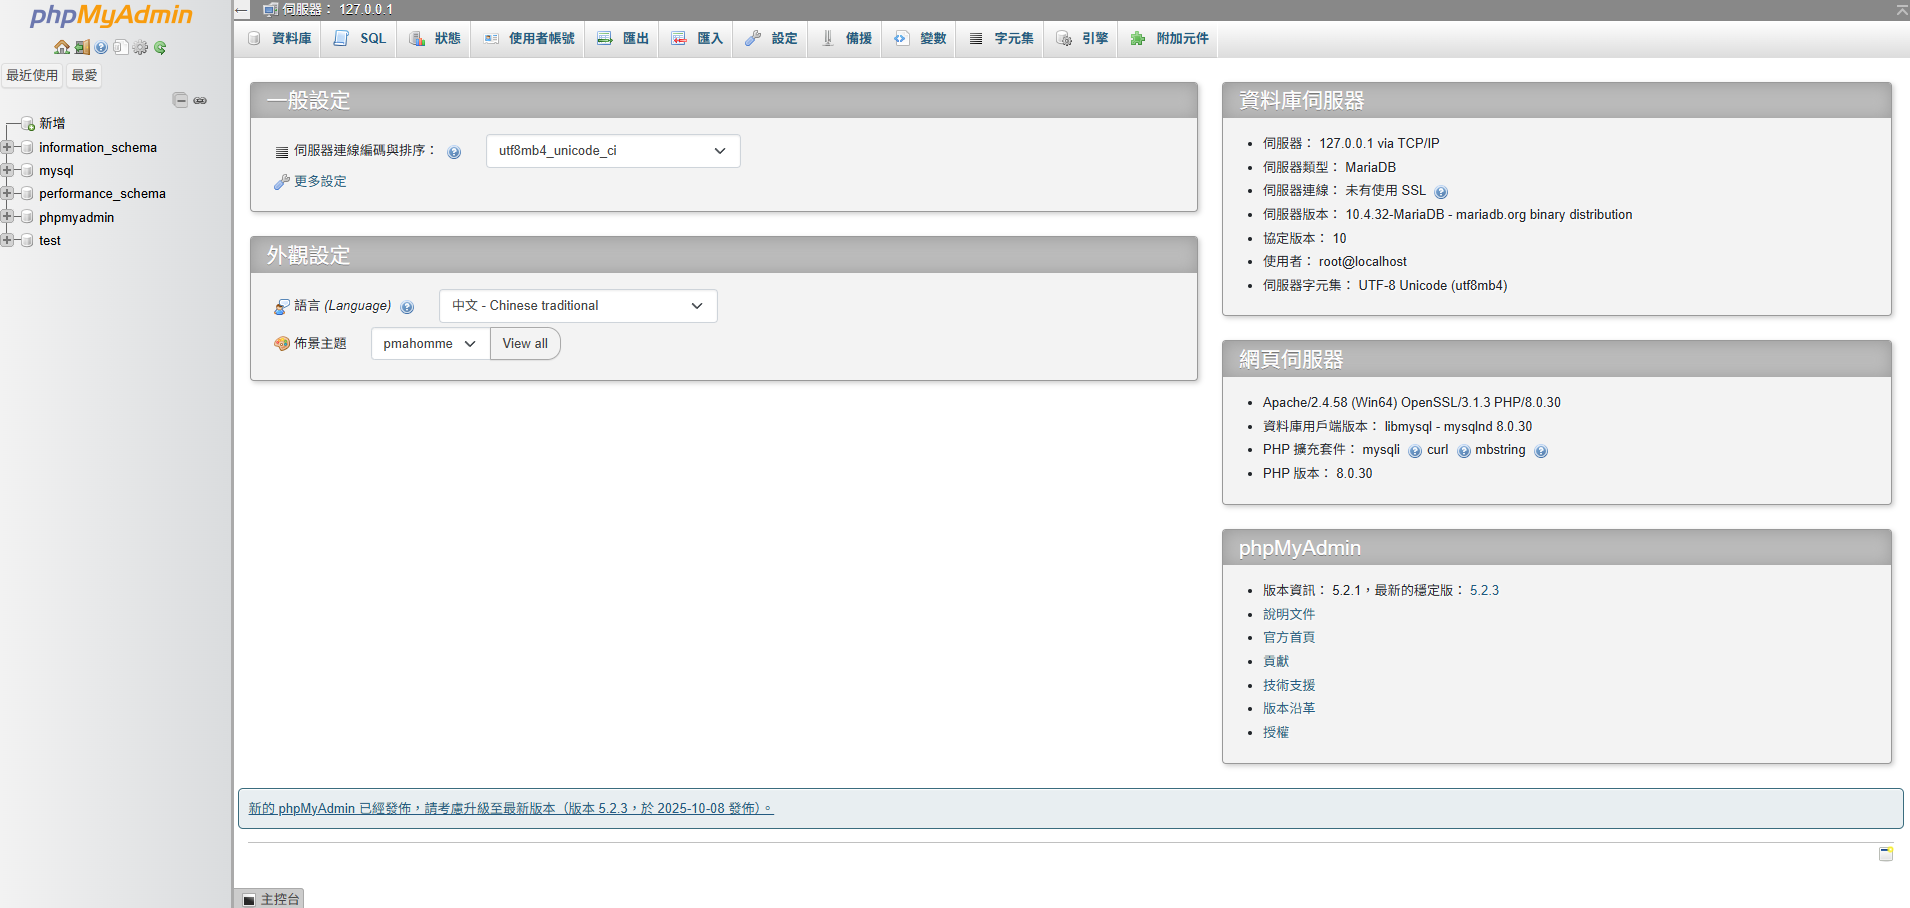 phpMyAdmin
最近使用 最愛
新增
information_schema
mysql
performance_schema
phpmyadmin
test
伺服器： 127.0.0.1
資料庫 SQL 狀態 使用者帳號 匯出 匯入 設定 備援 變數 字元集 引擎 附加元件
一般設定
伺服器連線編碼與排序： utf8mb4_unicode_ci
更多設定
外觀設定
語言 (Language) 中文 - Chinese traditional
佈景主題 pmahomme View all
資料庫伺服器
伺服器： 127.0.0.1 via TCP/IP
伺服器類型： MariaDB
伺服器連線： 未有使用 SSL
伺服器版本： 10.4.32-MariaDB - mariadb.org binary distribution
協定版本： 10
使用者： root@localhost
伺服器字元集： UTF-8 Unicode (utf8mb4)
網頁伺服器
Apache/2.4.58 (Win64) OpenSSL/3.1.3 PHP/8.0.30
資料庫用戶端版本： libmysql - mysqlnd 8.0.30
PHP 擴充套件： mysqli curl mbstring
PHP 版本： 8.0.30
phpMyAdmin
版本資訊： 5.2.1，最新的穩定版： 5.2.3
說明文件
官方首頁
貢獻
技術支援
版本沿革
授權
新的 phpMyAdmin 已經發佈，請考慮升級至最新版本（版本 5.2.3，於 2025-10-08 發佈）。
主控台